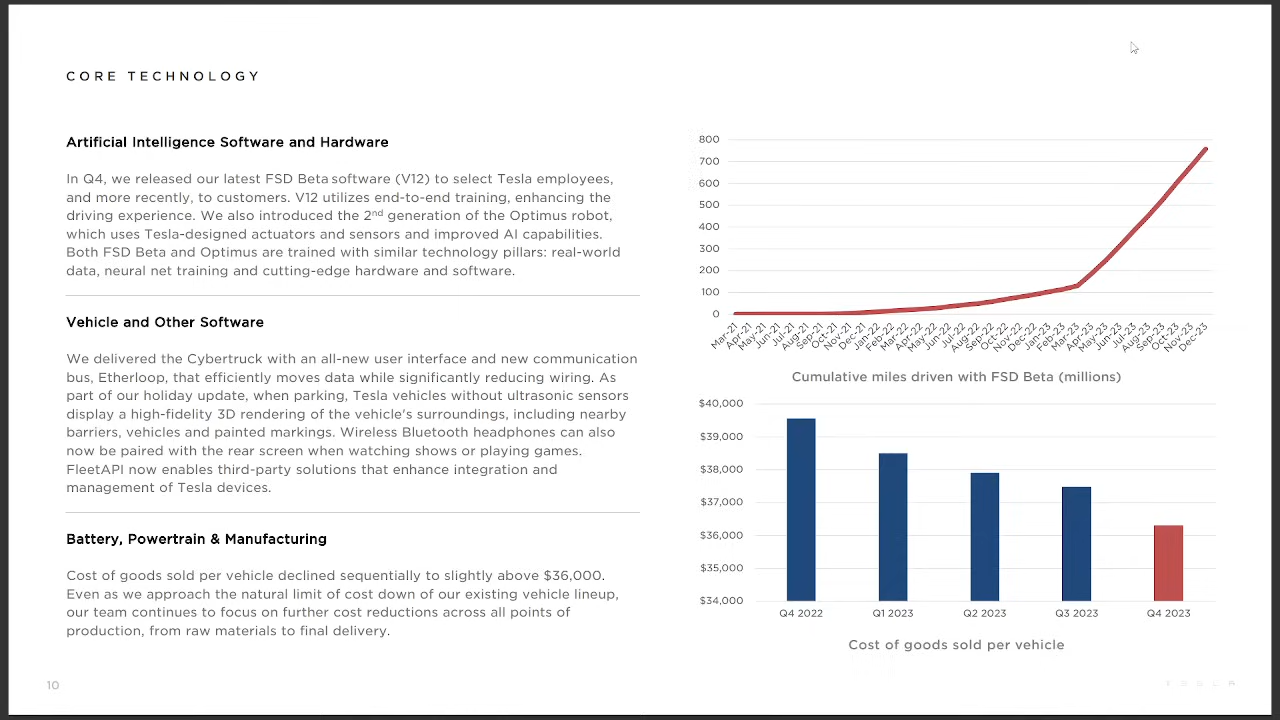 CORE TECHNOLOGY
Artificial Intelligence Software and Hardware
In Q4, we released our latest FSD Beta software (V12) to select Tesla employees,
and more recently, to customers. V12 utilizes end-to-end training, enhancing the
driving experience. We also introduced the 2nd generation of the Optimus robot,
which uses Tesla-designed actuators and sensors and improved AI capabilities.
Both FSD Beta and Optimus are trained with similar technology pillars: real-world
data, neural net training and cutting-edge hardware and software.
Vehicle and Other Software
We delivered the Cybertruck with an all-new user interface and new communication
bus, Etherloop, that efficiently moves data while significantly reducing wiring. As
part of our holiday update, when parking, Tesla vehicles without ultrasonic sensors
display a high-fidelity 3D rendering of the vehicle's surroundings, including nearby
barriers, vehicles and painted markings. Wireless Bluetooth headphones can also
now be paired with the rear screen when watching shows or playing games.
FleetAPI now enables third-party solutions that enhance integration and
management of Tesla devices.
Battery, Powertrain & Manufacturing
Cost of goods sold per vehicle declined sequentially to slightly above $36,000.
Even as we approach the natural limit of cost down of our existing vehicle lineup,
our team continues to focus on further cost reductions across all points of
production, from raw materials to final delivery.
800
700
600
500
400
300
200
100
0
Mar-21 Apr-21 May-21 Jun-21 Jul-21 Aug-21 Sep-21 Oct-21 Nov-21 Dec-21 Jan-22 Feb-22 Mar-22 Apr-22 May-22 Jun-22 Jul-22 Aug-22 Sep-22 Oct-22 Nov-22 Dec-22 Jan-23 Feb-23 Mar-23 Apr-23 May-23 Jun-23 Jul-23 Aug-23 Sep-23 Oct-23 Nov-23 Dec-23
Cumulative miles driven with FSD Beta (millions)
$40,000
$39,000
$38,000
$37,000
$36,000
$35,000
$34,000
Q4 2022 Q1 2023 Q2 2023 Q3 2023 Q4 2023
Cost of goods sold per vehicle
10